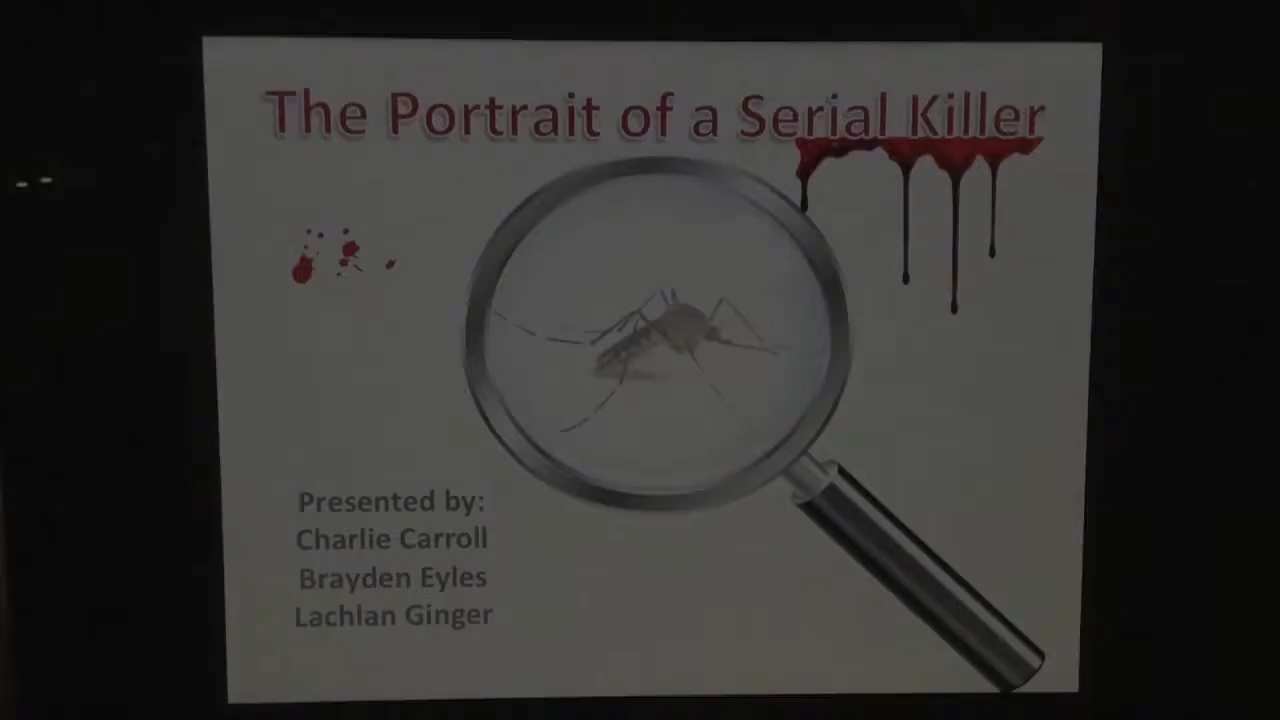 The Portrait of a Serial Killer
Presented by:
Charlie Carroll
Brayden Eyles
Lachlan Ginger